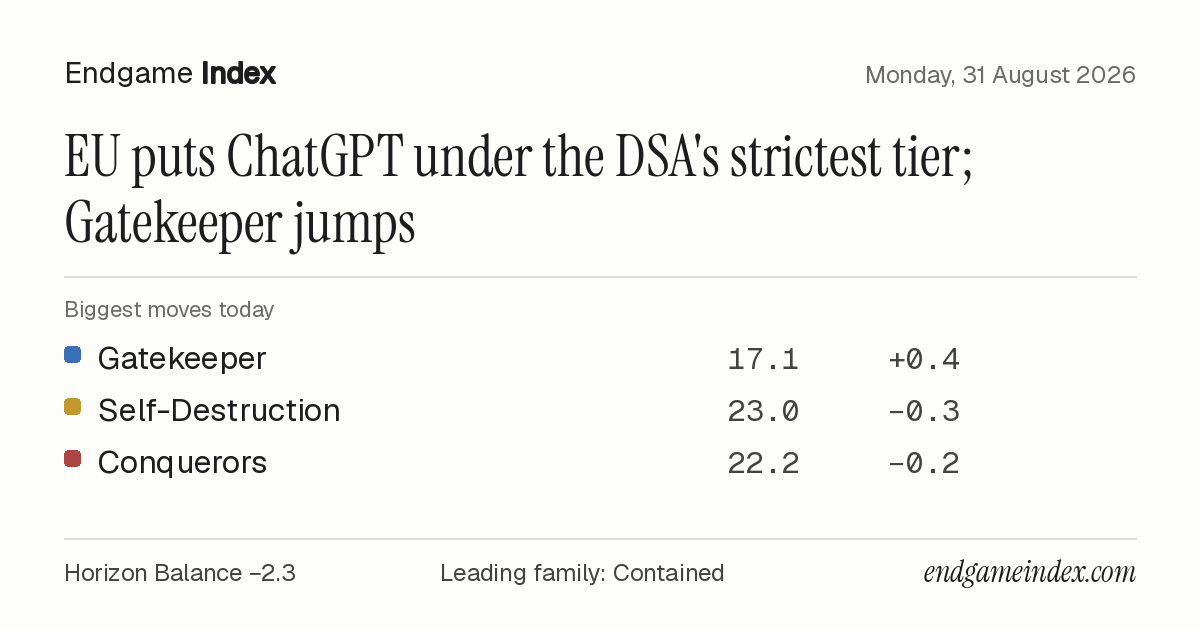 Endgame Index
Monday, 31 August 2026
EU puts ChatGPT under the DSA's strictest tier;
Gatekeeper jumps
Biggest moves today
Gatekeeper 17.1 +0.4
Self-Destruction 23.0 −0.3
Conquerors 22.2 −0.2
Horizon Balance −2.3
Leading family: Contained
endgameindex.com